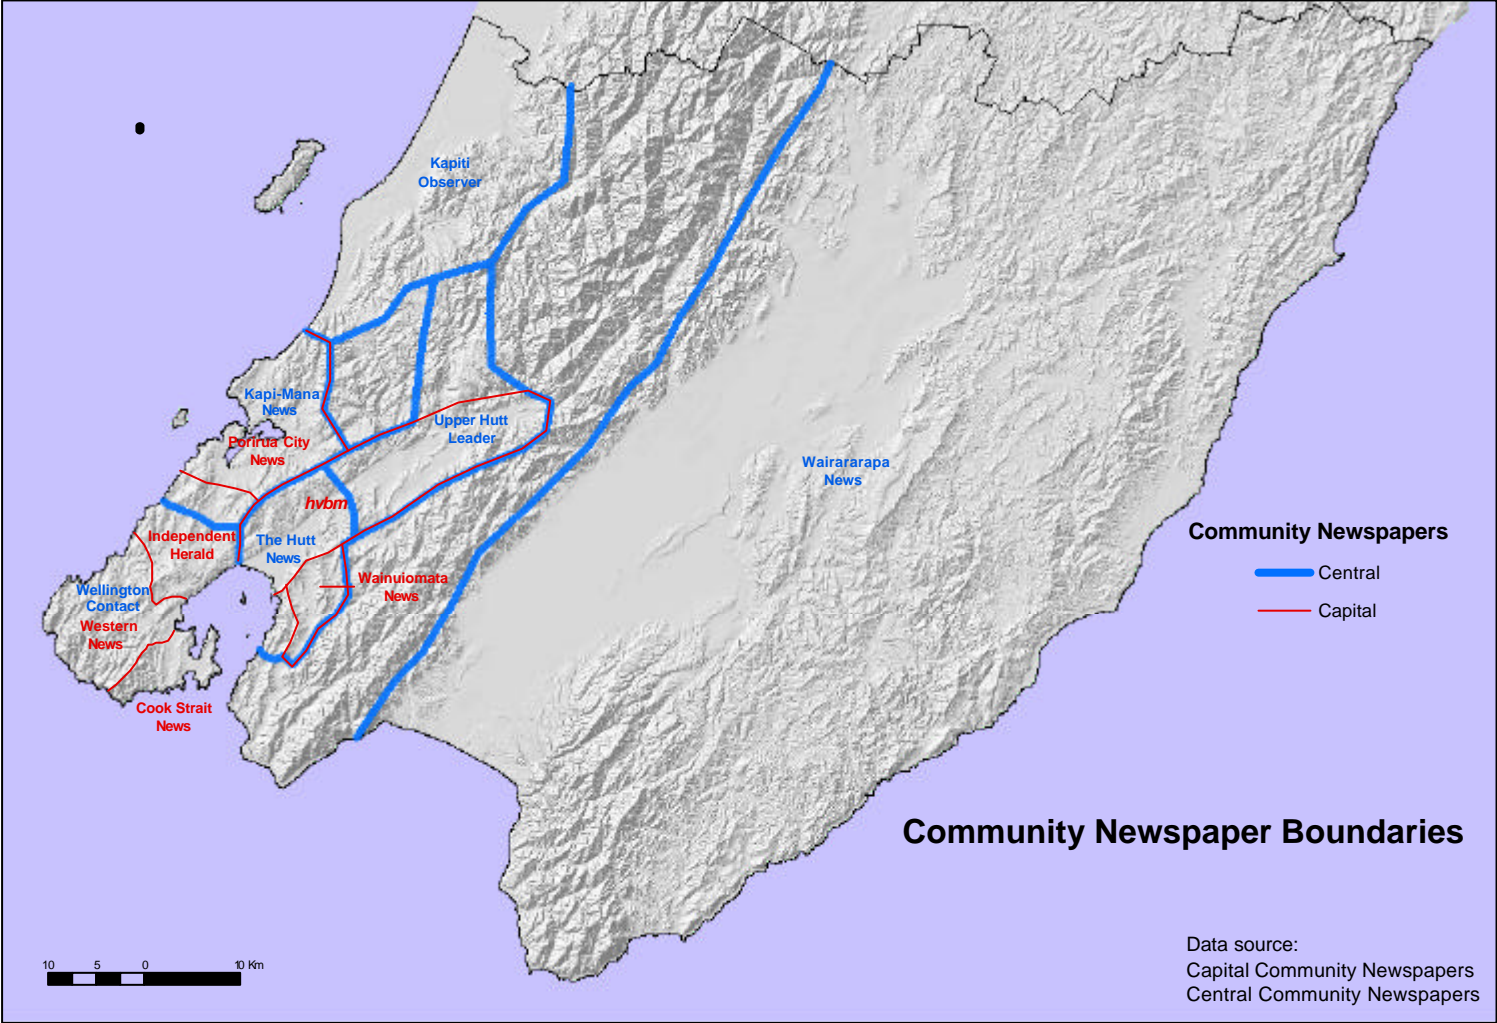 Kapiti
Observer
Kapi-Mana
News
Porirua City
News
Upper Hutt
Leader
Wairararapa
News
hvbm
Independent
Herald
The Hutt
News
Wainuiomata
News
Wellington
Contact
Western
News
Cook Strait
News
Community Newspapers
Central
Capital
Community Newspaper Boundaries
10 5 0 10 Km
Data source:
Capital Community Newspapers
Central Community Newspapers